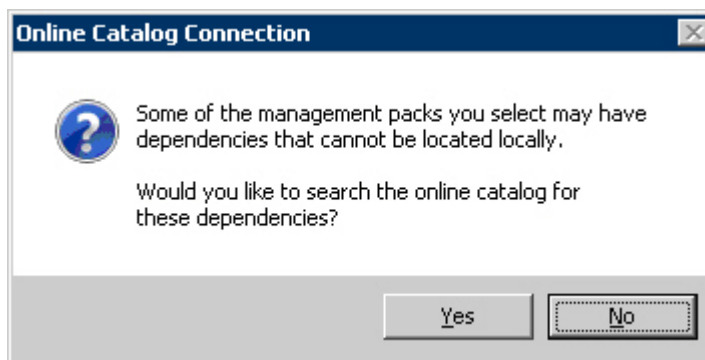 Online Catalog Connection
Some of the management packs you select may have
dependencies that cannot be located locally.
Would you like to search the online catalog for
these dependencies?
Yes
No